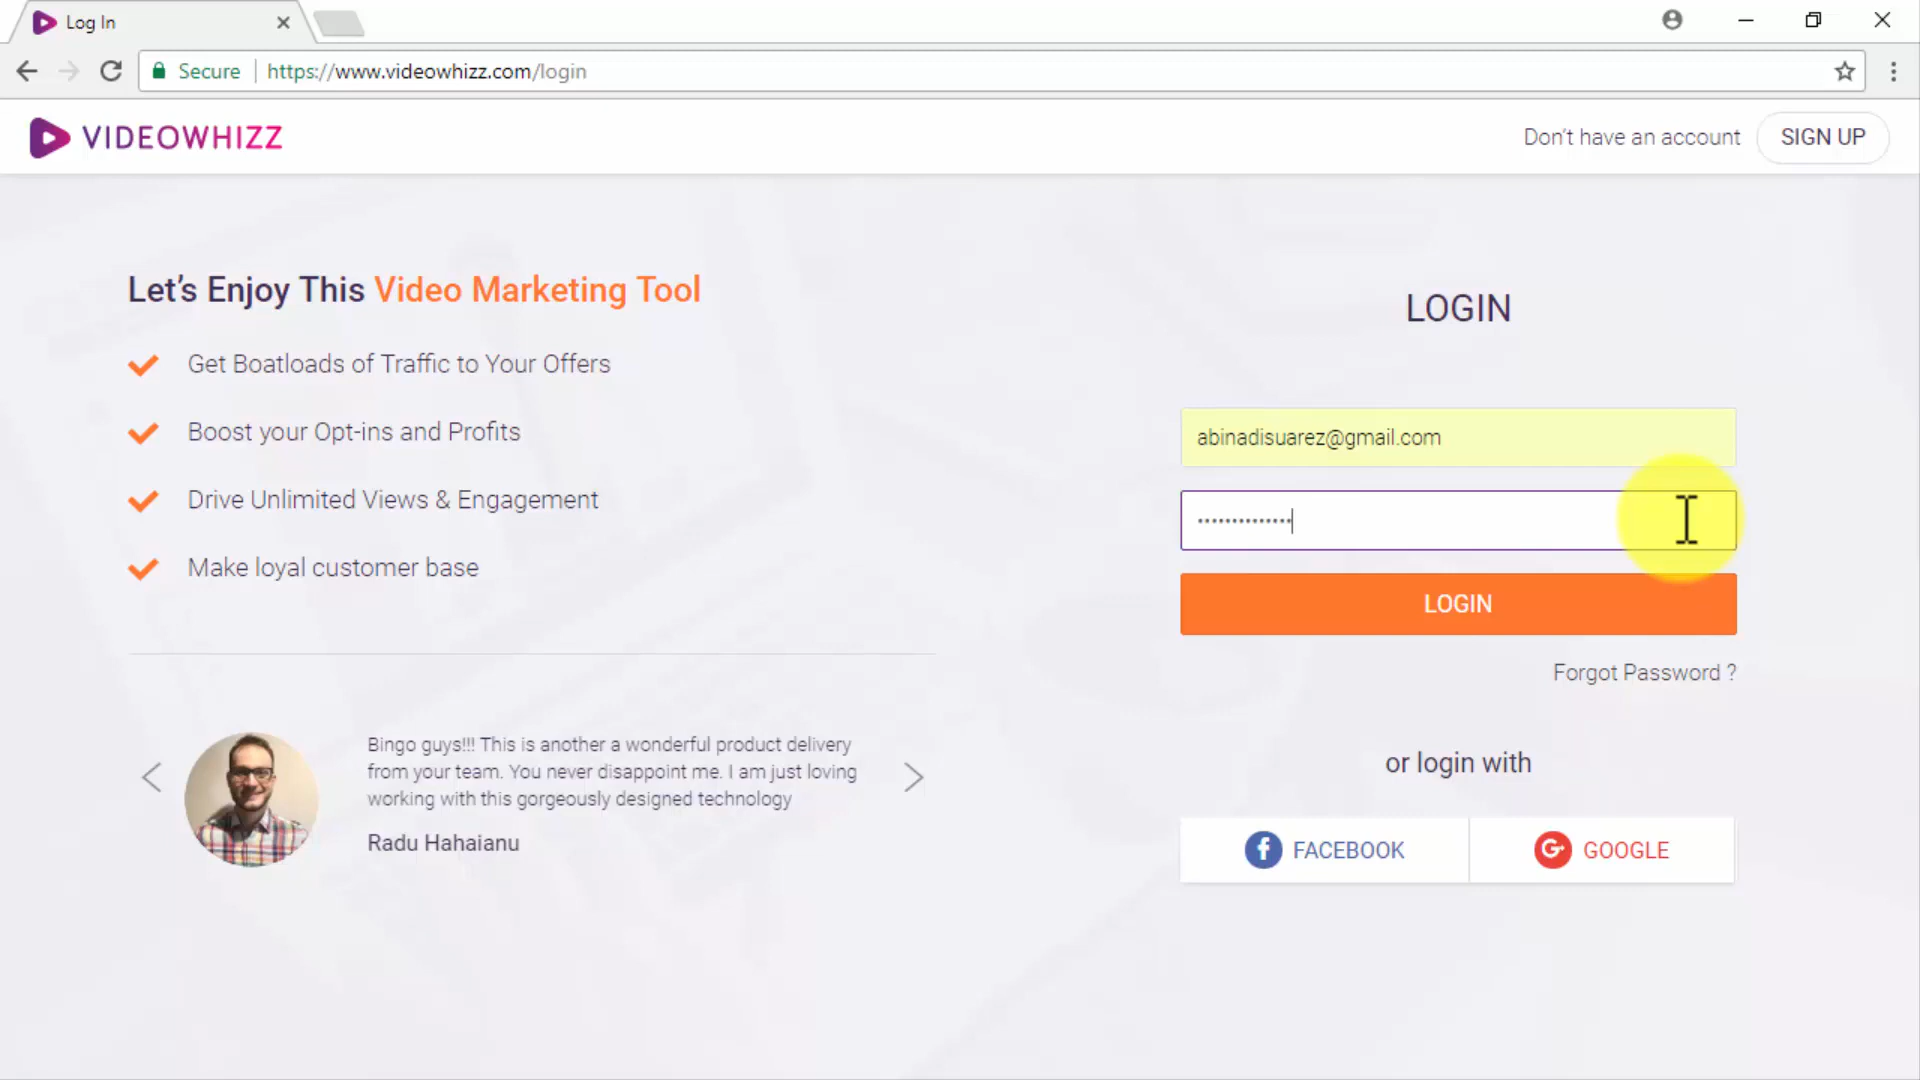 Log In
Secure
https://www.videowhizz.com/login
VIDEOWHIZZ
Don't have an account
SIGN UP
Let's Enjoy This Video Marketing Tool
Get Boatloads of Traffic to Your Offers
Boost your Opt-ins and Profits
Drive Unlimited Views & Engagement
Make loyal customer base
Bingo guys!!! This is another a wonderful product delivery
from your team. You never disappoint me. I am just loving
working with this gorgeously designed technology
Radu Hahaianu
LOGIN
abinadisuarez@gmail.com
LOGIN
Forgot Password ?
or login with
FACEBOOK
GOOGLE